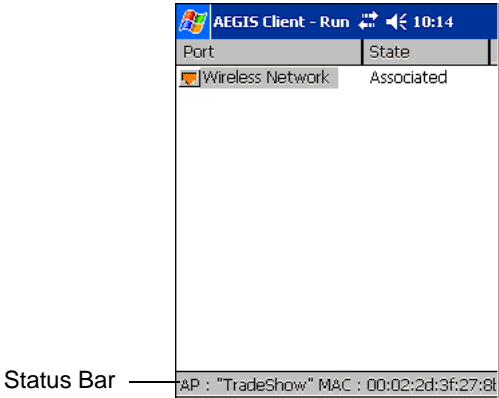 AEGIS Client - Run 10:14
Port State
Wireless Network Associated
Status Bar
AP : "TradeShow" MAC : 00:02:2d:3f:27: